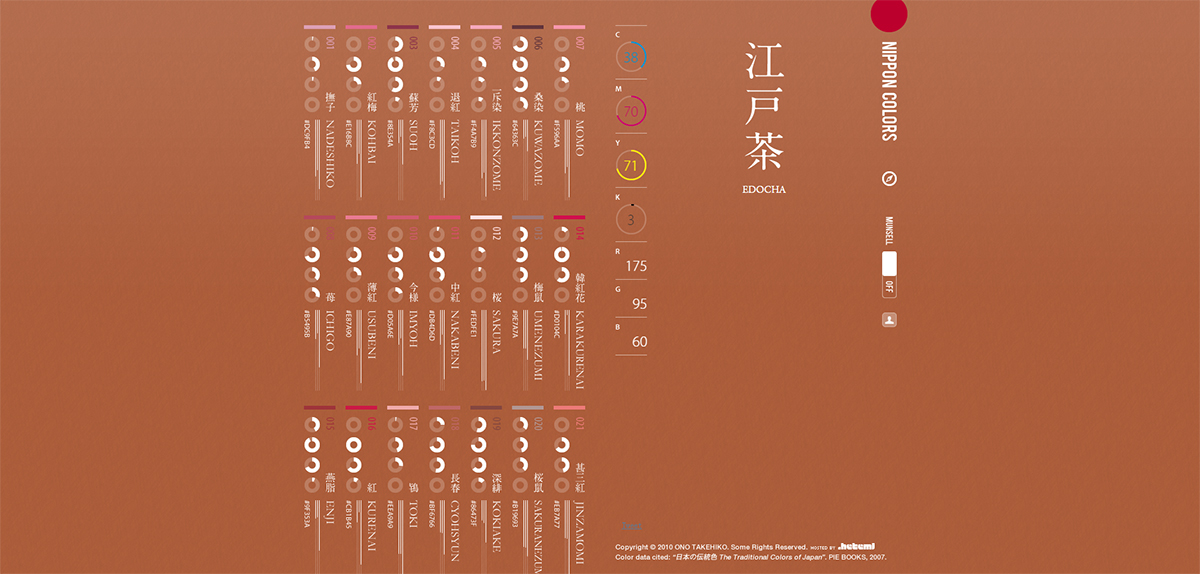 NIPPON COLORS
MUNSELL
OFF
江戸茶
EDOCHA
C
38
M
70
Y
71
K
3
R
175
G
95
B
60
001
撫子 NADESHIKO
#DC9FB4
002
紅梅 KOHBAI
#E16B8C
003
蘇芳 SUOH
#8E354A
004
退紅 TAIKOH
#F8C3CD
005
一斥染 IKKONZOME
#F4A7B9
006
桑染 KUWAZOME
#64363C
007
桃 MOMO
#F596AA
苺 ICHIGO
#B5495B
009
薄紅 USUBENI
#E87A90
010
今様 IMYOH
#D05A6E
011
中紅 NAKABENI
#DB4D6D
012
桜 SAKURA
#FEDFE1
013
梅鼠 UMENEZUMI
#9E7A7A
014
韓紅花 KARAKURENAI
#D0104C
015
燕脂 ENJI
#9F353A
016
紅 KURENAI
#CB1B45
017
鴇 TOKI
#EEA9A9
018
長春 CYOHSYUN
#BF6766
019
深緋 KOKIAKE
#86473F
020
桜鼠 SAKURANEZUM
#B19693
021
甚三紅 JINZAMOMI
#EB7A77
Copyright © 2010 ONO TAKEHIKO. Some Rights Reserved. HOSTED BY .hetemi
Color data cited: "日本の伝統色 The Traditional Colors of Japan". PIE BOOKS, 2007.